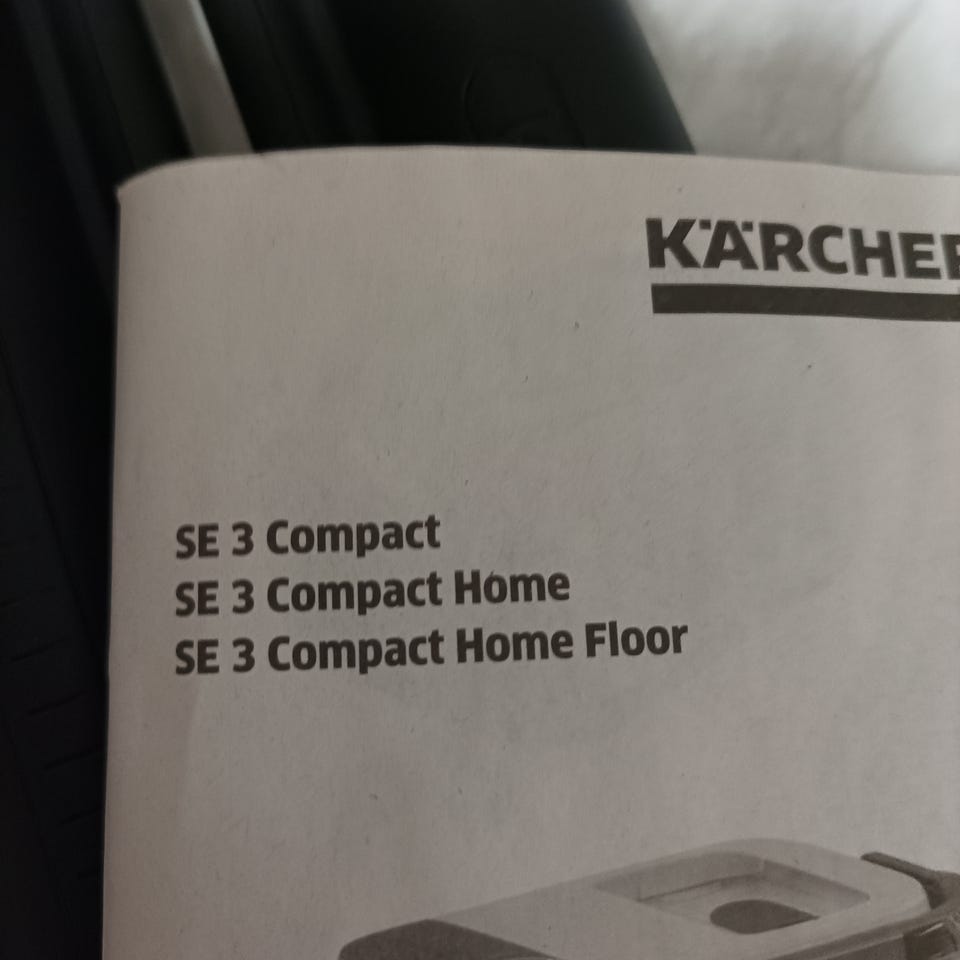 KÄRCHER
SE 3 Compact
SE 3 Compact Home
SE 3 Compact Home Floor